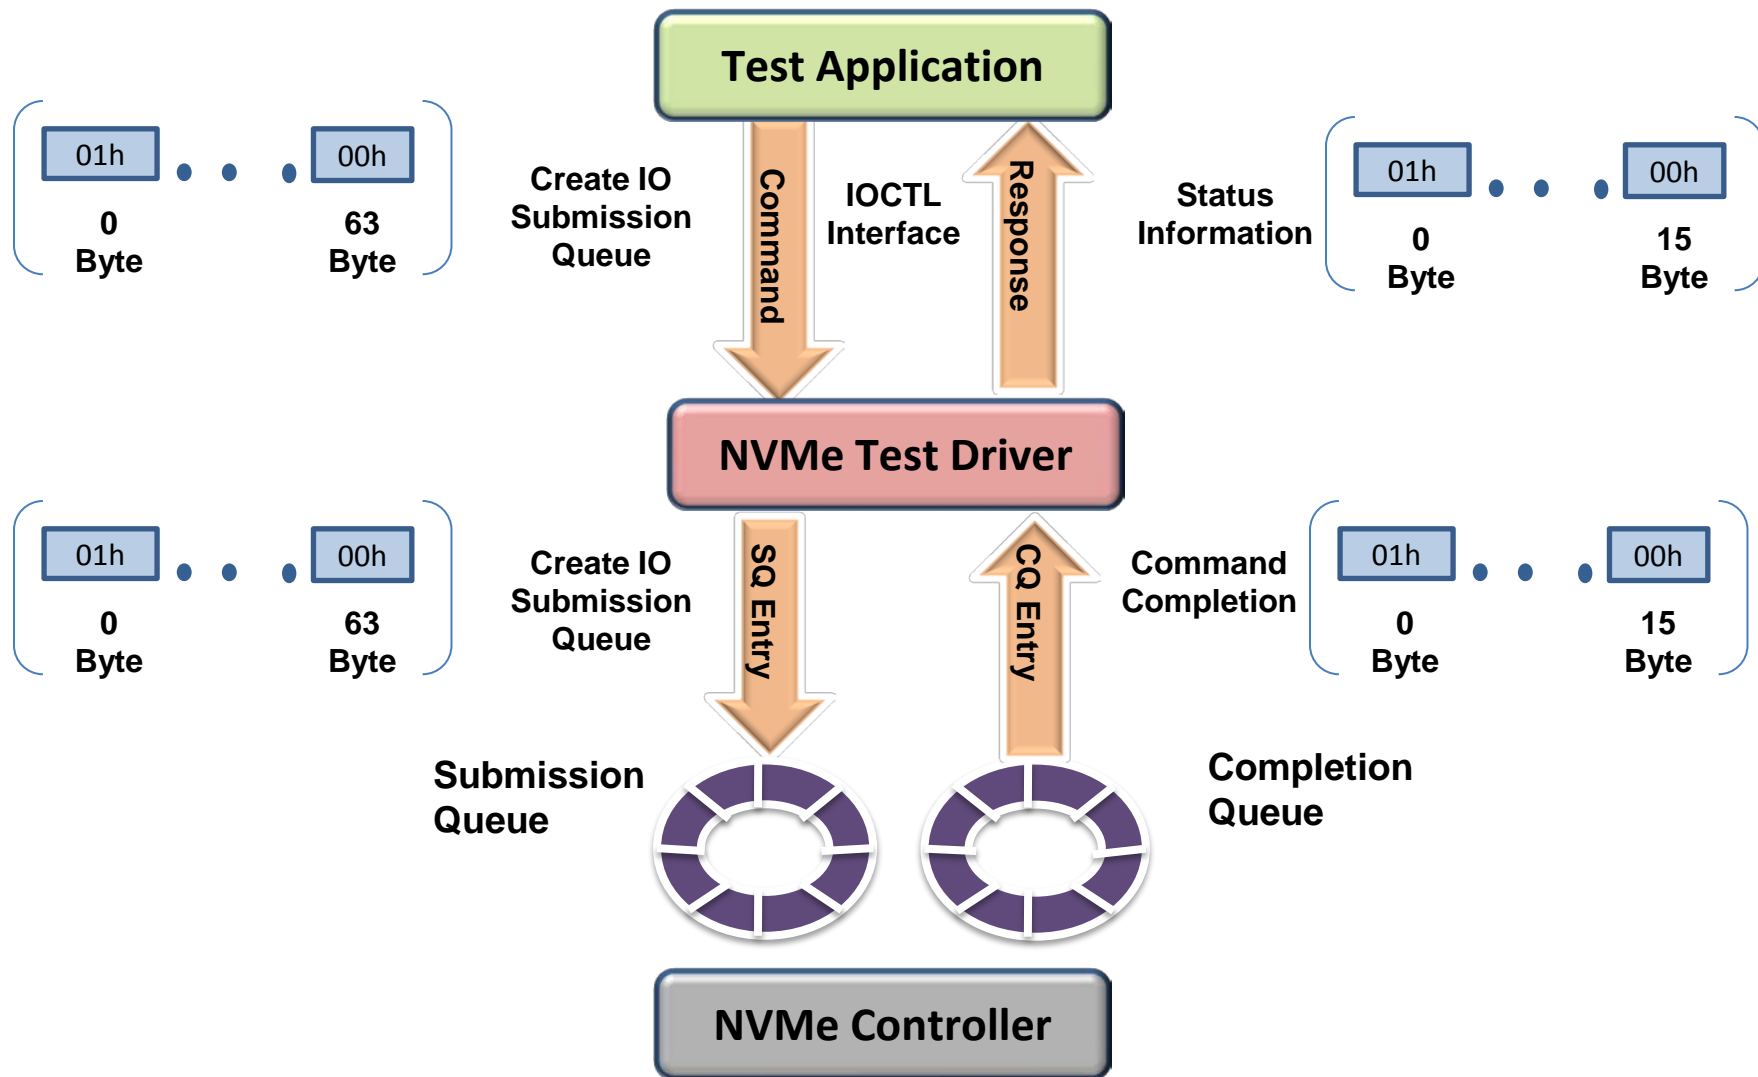 Test Application
01h
00h
0
Byte
63
Byte
Create IO
Submission
Queue
Command
IOCTL
Interface
Response
Status
Information
01h
00h
0
Byte
15
Byte
NVMe Test Driver
01h
00h
0
Byte
63
Byte
Create IO
Submission
Queue
SQ Entry
CQ Entry
Command
Completion
01h
00h
0
Byte
15
Byte
Submission
Queue
Completion
Queue
NVMe Controller